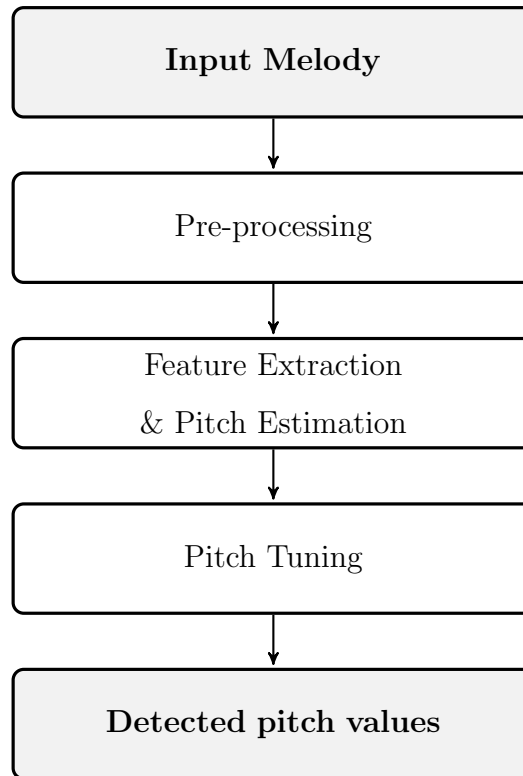 Input Melody
Pre-processing
Feature Extraction
& Pitch Estimation
Pitch Tuning
Detected pitch values